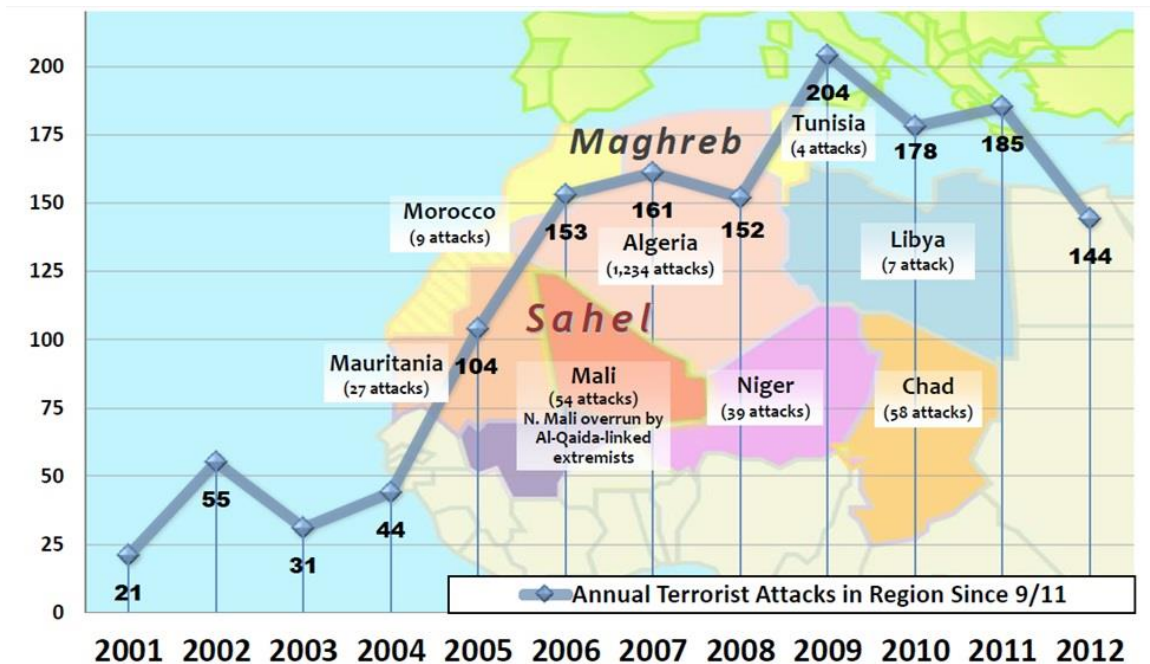 200
175
150
125
100
75
50
25
0
204
Tunisia
(4 attacks)
Maghreb
178
185
161
153
152
144
Morocco
(9 attacks)
Algeria
(1,234 attacks)
Libya
(7 attack)
Sahel
104
Mauritania
(27 attacks)
Mali
(54 attacks)
N. Mali overrun by
Al-Qaida-linked
extremists
Niger
(39 attacks)
Chad
(58 attacks)
55
44
31
21
Annual Terrorist Attacks in Region Since 9/11
2001 2002 2003 2004 2005 2006 2007 2008 2009 2010 2011 2012